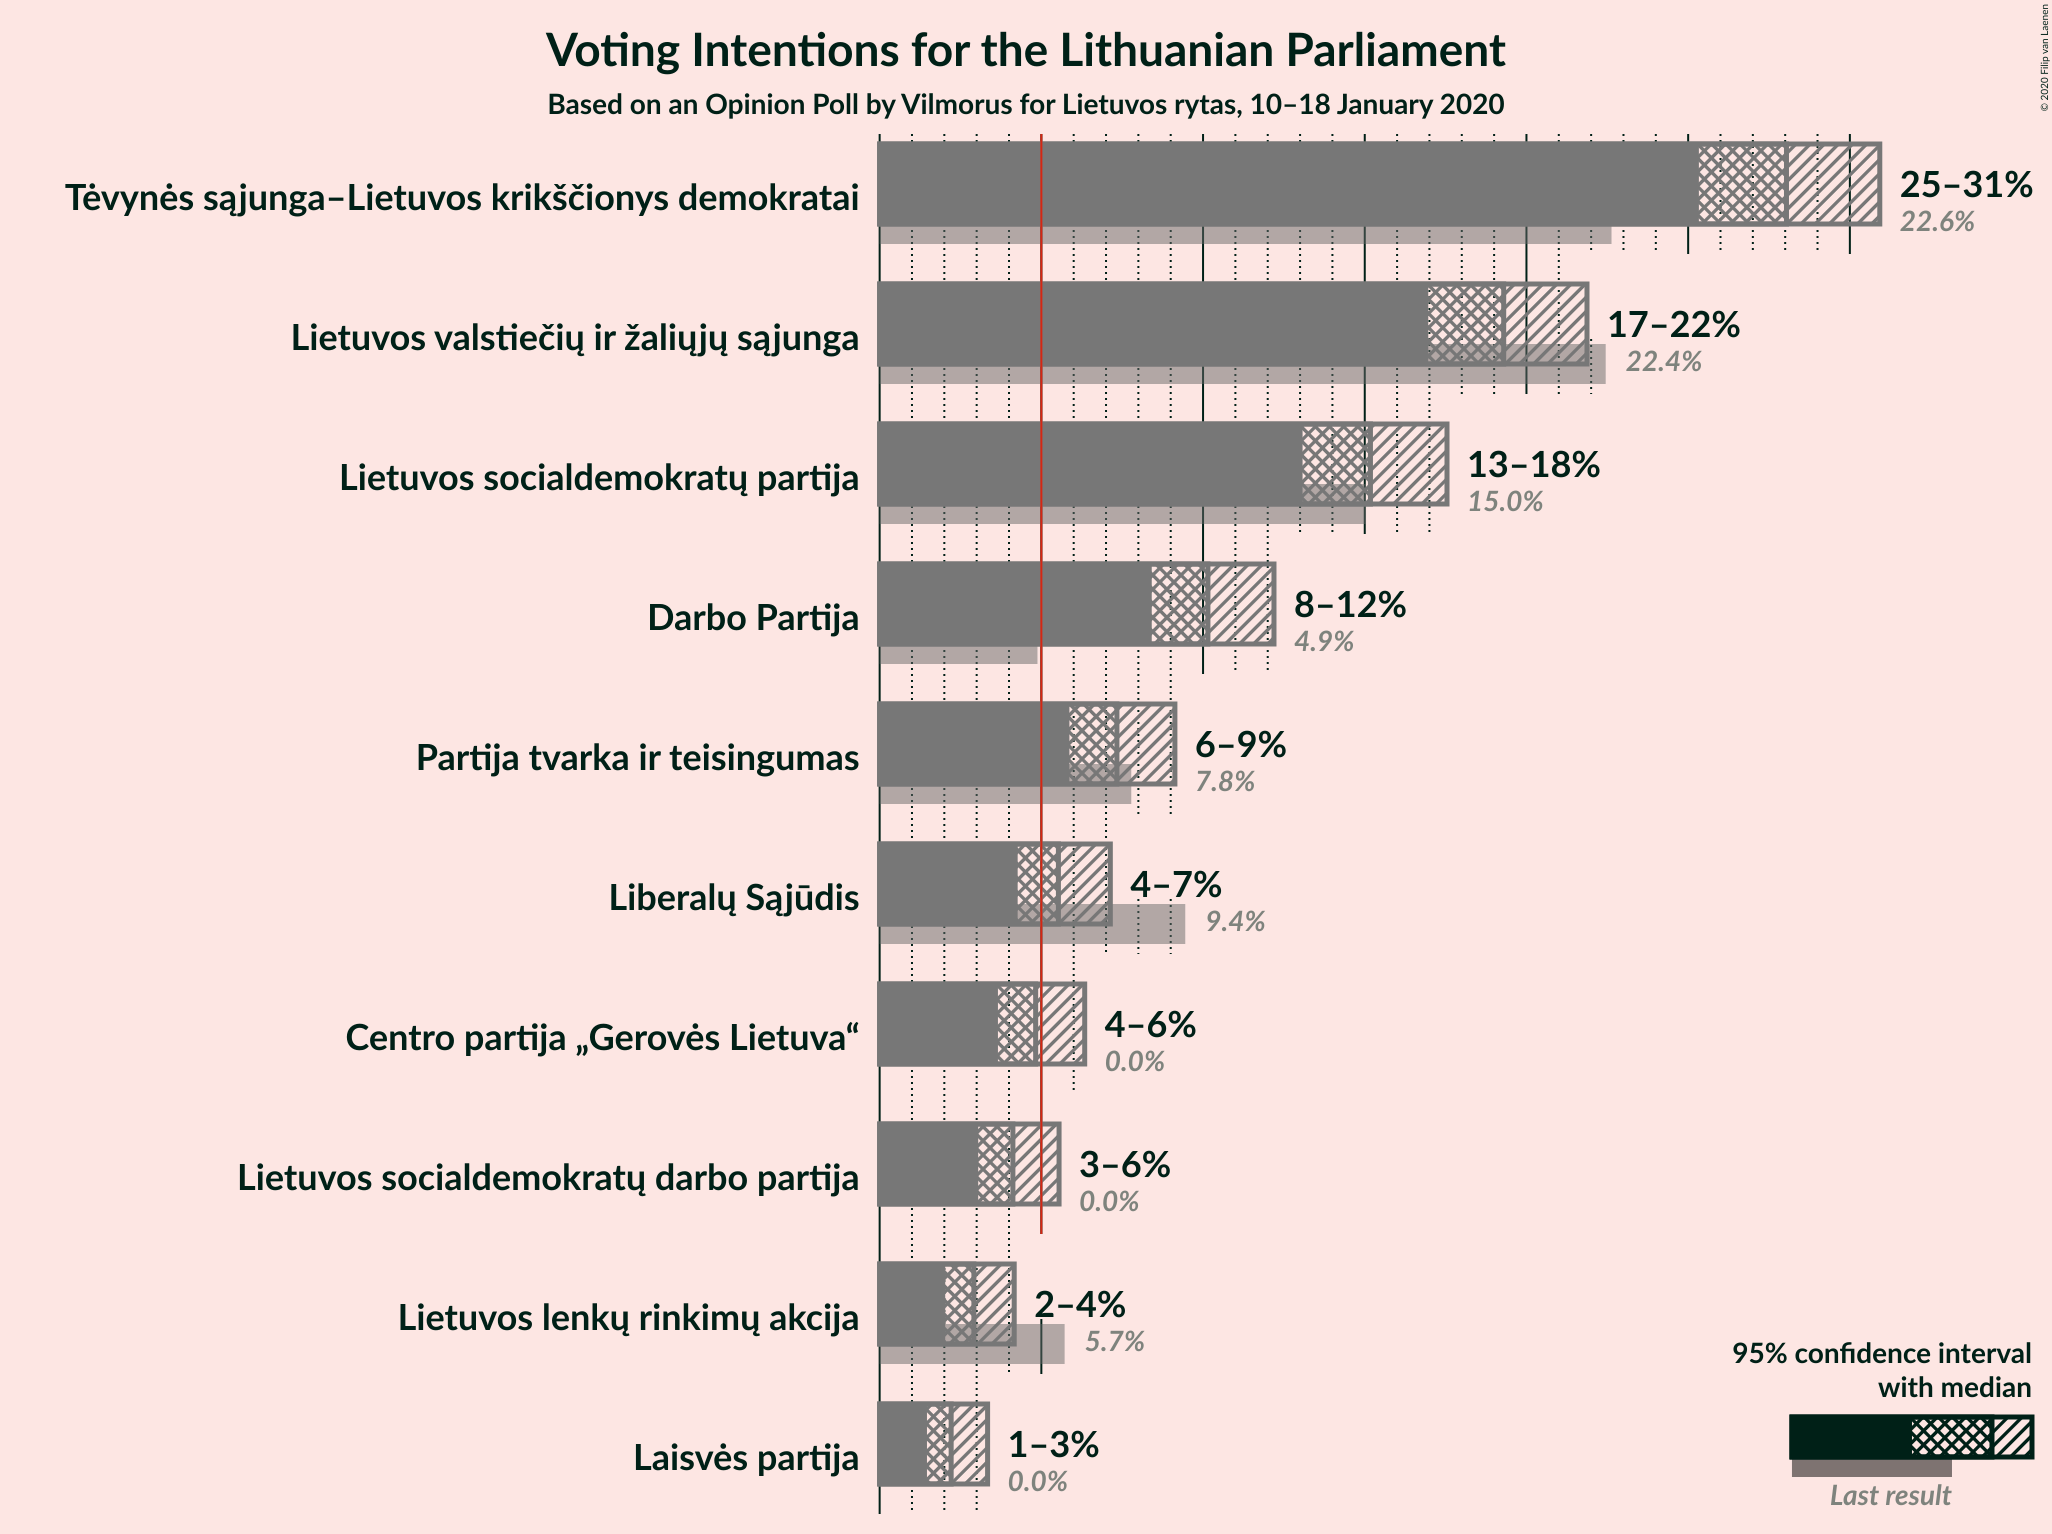 Voting Intentions for the Lithuanian Parliament
Based on an Opinion Poll by Vilmorus for Lietuvos rytas, 10–18 January 2020
© 2020 Filip van Laenen
Tėvynės sąjunga–Lietuvos krikščionys demokratai
25–31%
22.6%
Lietuvos valstiečių ir žaliųjų sąjunga
17–22%
22.4%
Lietuvos socialdemokratų partija
13–18%
15.0%
Darbo Partija
8–12%
4.9%
Partija tvarka ir teisingumas
6–9%
7.8%
Liberalų Sąjūdis
4–7%
9.4%
Centro partija „Gerovės Lietuva“
4–6%
0.0%
Lietuvos socialdemokratų darbo partija
3–6%
0.0%
Lietuvos lenkų rinkimų akcija
2–4%
5.7%
Laisvės partija
1–3%
0.0%
95% confidence interval
with median
Last result